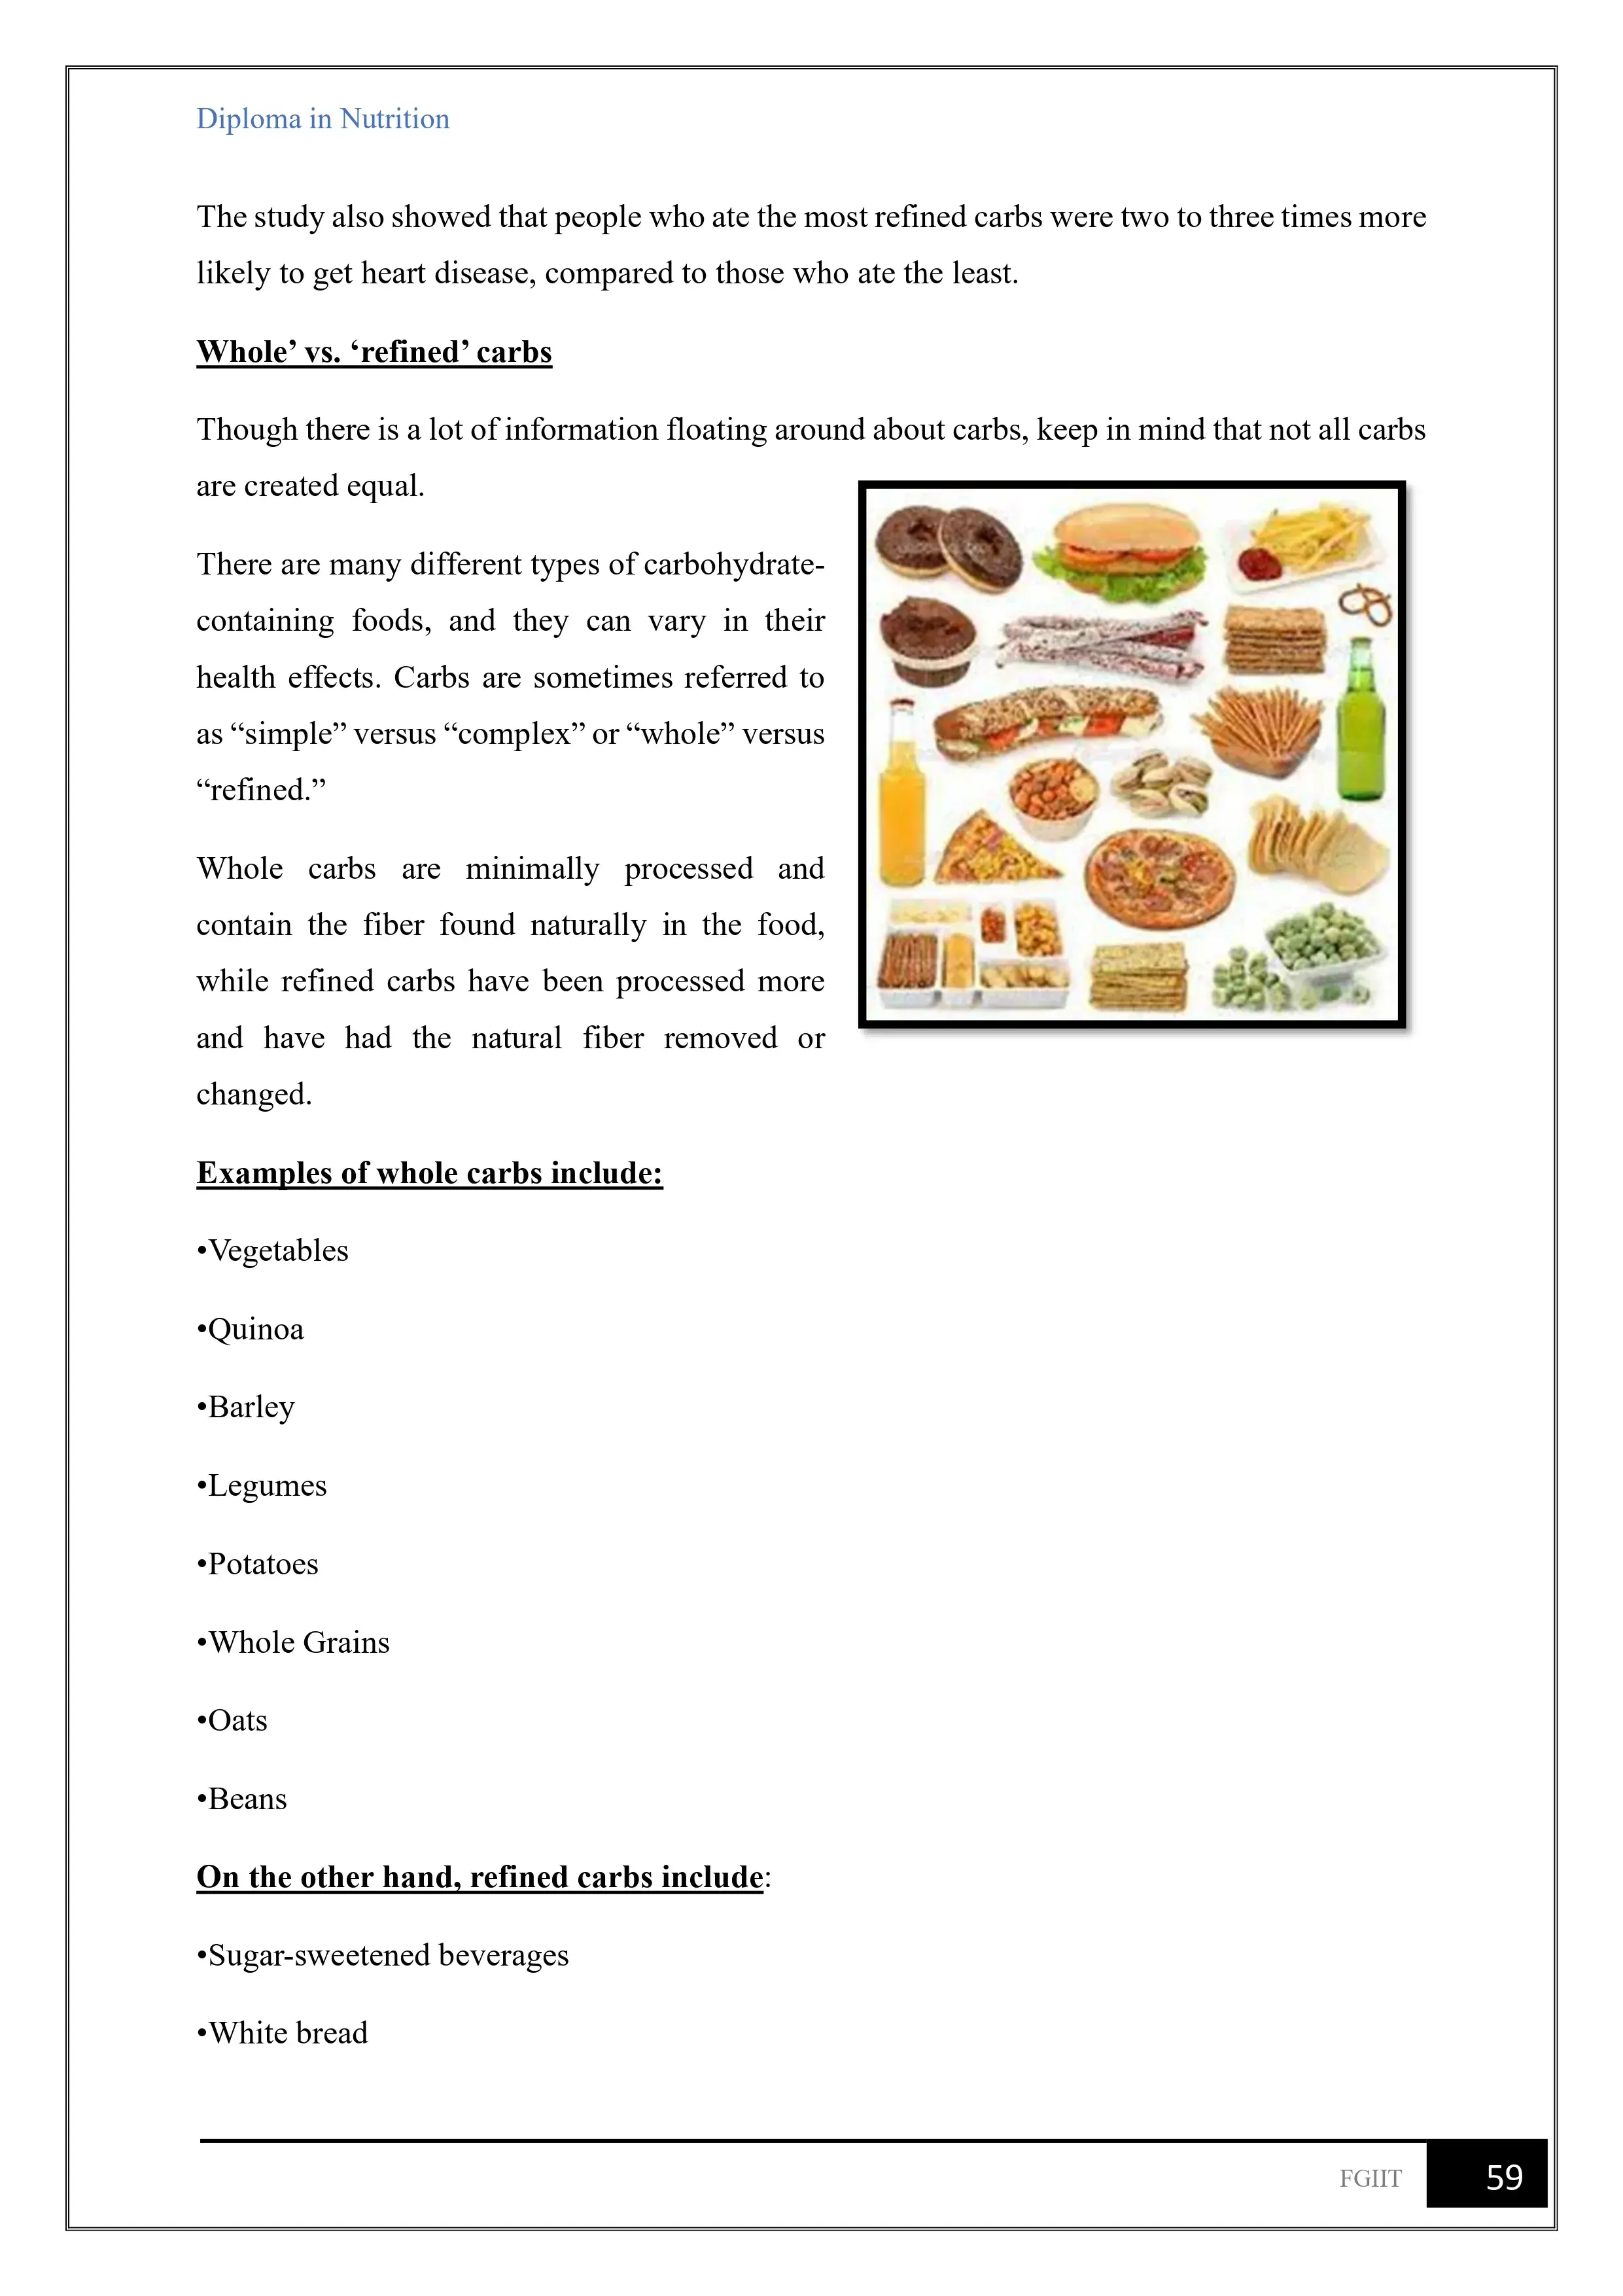 Diploma in Nutrition
The study also showed that people who ate the most refined carbs were two to three times more
likely to get heart disease, compared to those who ate the least.
Whole’ vs. ‘refined’ carbs
Though there is a lot of information floating around about carbs, keep in mind that not all carbs
are created equal.
There are many different types of carbohydrate-
containing foods, and they can vary in their
health effects. Carbs are sometimes referred to
as “simple” versus “complex” or “whole” versus
“refined.”
Whole carbs are minimally processed and
contain the fiber found naturally in the food,
while refined carbs have been processed more
and have had the natural fiber removed or
changed.
Examples of whole carbs include:
•Vegetables
•Quinoa
•Barley
•Legumes
•Potatoes
•Whole Grains
•Oats
•Beans
On the other hand, refined carbs include:
•Sugar-sweetened beverages
•White bread
FGIIT
59